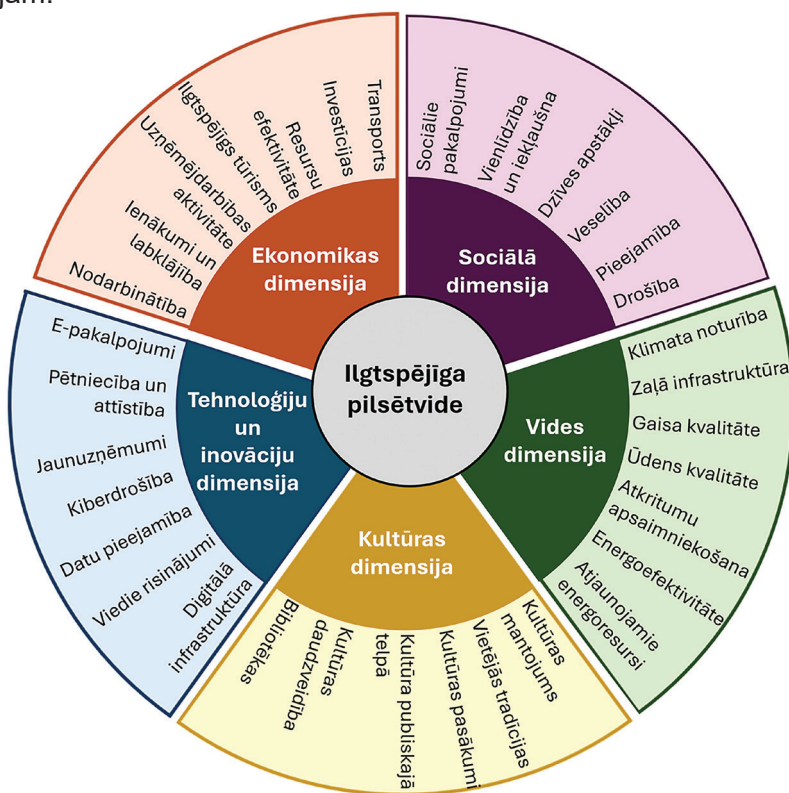 Ilgtspējīga
pilsētvide
Ekonomikas
dimensija
Nodarbinātība
Ienākumi un
labklājība
Uzņēmējdarbības
aktivitāte
Ilgtspējīgs tūrisms
Resursu
efektivitāte
Investīcijas
Transports
Sociālā
dimensija
Sociālie
pakalpojumi
Vienlīdzība
un iekļaušna
Dzīves apstākļi
Veselība
Pieejamība
Drošība
Vides
dimensija
Klimata noturība
Zaļā infrastruktūra
Gaisa kvalitāte
Ūdens kvalitāte
Atkritumu
apsaimniekošana
Energoefektivitāte
Atjaunojamie
energoresursi
Kultūras
dimensija
Kultūras
mantojums
Vietējās tradīcijas
Kultūras pasākumi
Kultūra publiskajā
telpā
Kultūras
daudzveidība
Bibliotēkas
Tehnoloģiju
un
inovāciju
dimensija
E-pakalpojumi
Pētniecība un
attīstība
Jaunuzņēmumi
Kiberdrošība
Datu pieejamība
Viedie risinājumi
Digitālā
infrastruktūra